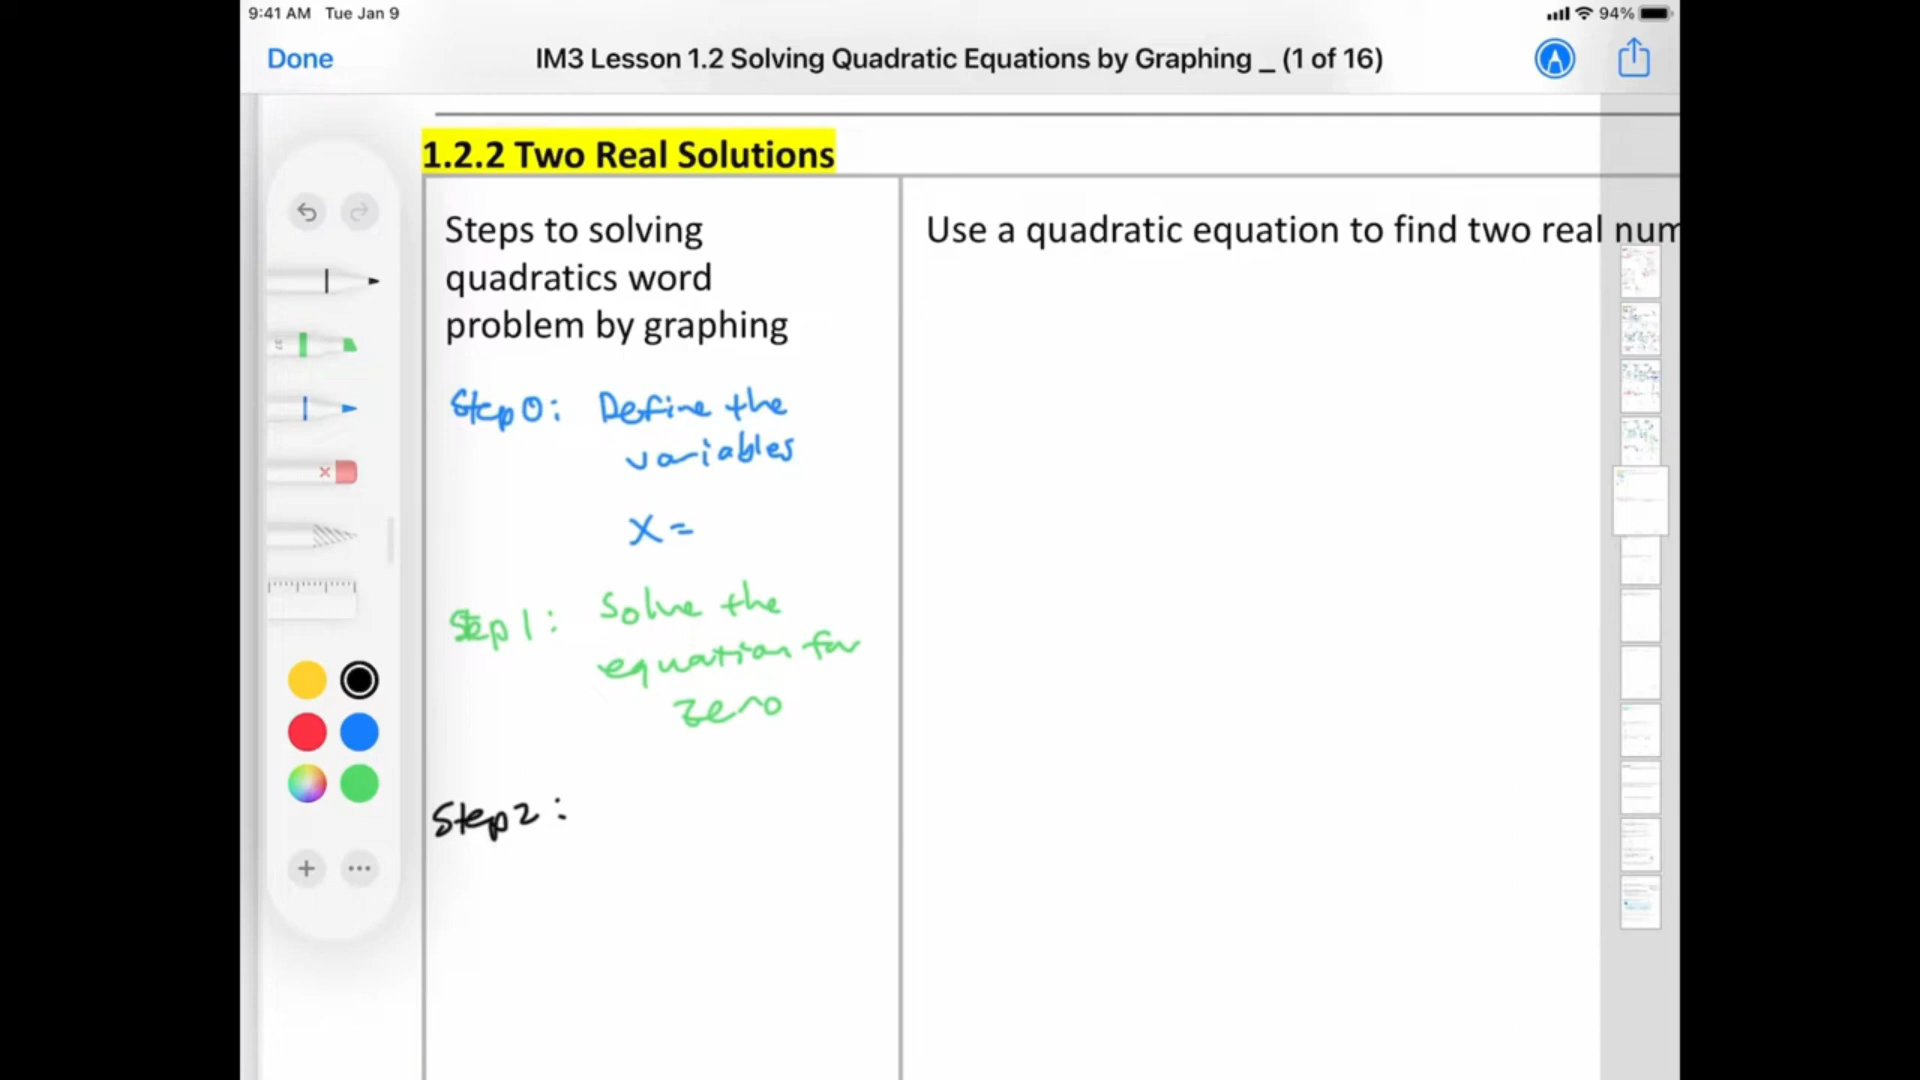 9:41 AM Tue Jan 9
94%
Done
IM3 Lesson 1.2 Solving Quadratic Equations by Graphing _ (1 of 16)
1.2.2 Two Real Solutions
Steps to solving
quadratics word
problem by graphing
Step 0: Define the
variables
x =
Step 1: Solve the
equation for
zero
Step 2:
Use a quadratic equation to find two real num